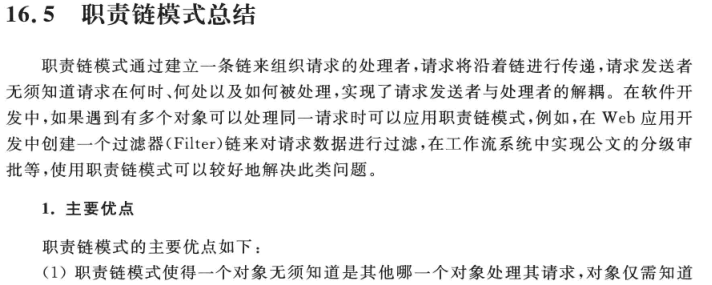 16.5 职责链模式总结
职责链模式通过建立一条链来组织请求的处理者,请求将沿着链进行传递,请求发送者
无须知道请求在何时、何处以及如何被处理,实现了请求发送者与处理者的解耦。在软件开
发中,如果遇到有多个对象可以处理同一请求时可以应用职责链模式,例如,在 Web 应用开
发中创建一个过滤器(Filter)链来对请求数据进行过滤,在工作流系统中实现公文的分级审
批等,使用职责链模式可以较好地解决此类问题。
1. 主要优点
职责链模式的主要优点如下:
(1) 职责链模式使得一个对象无须知道是其他哪一个对象处理其请求,对象仅需知道